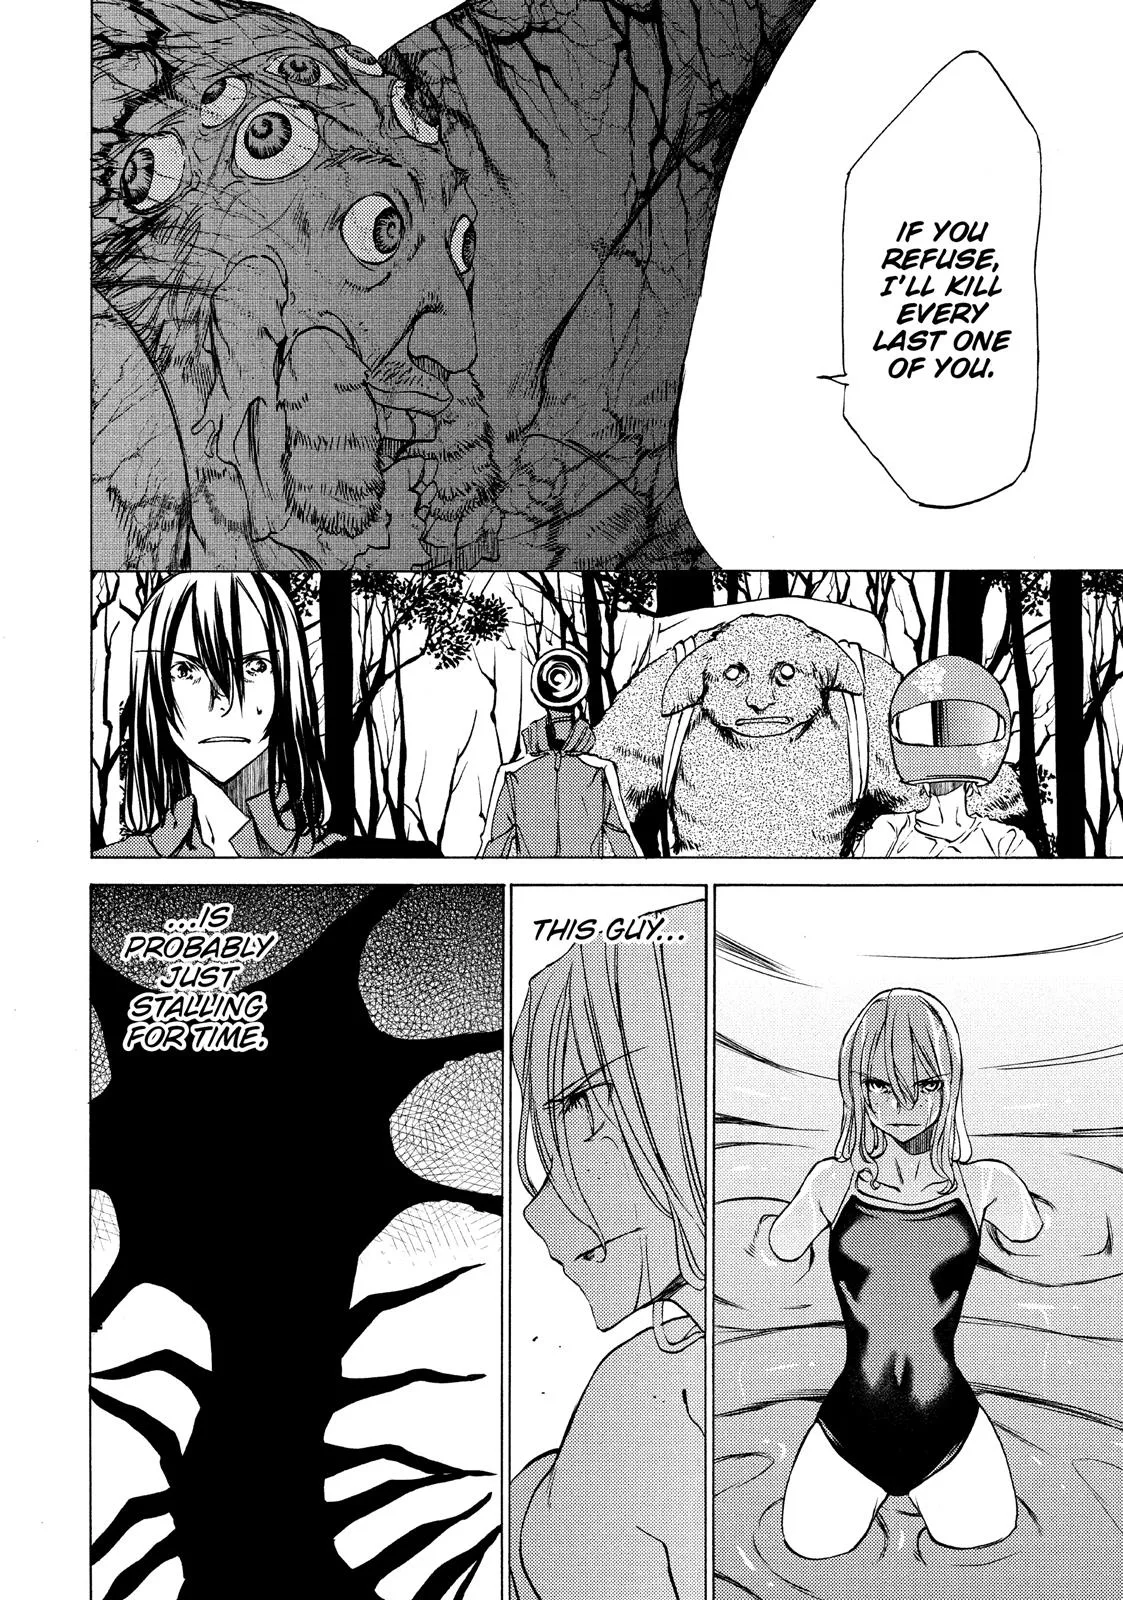 IF YOU
REFUSE,
I'LL KILL
EVERY
LAST ONE
OF YOU.
THIS GUY...
...IS
PROBABLY
JUST
STALLING
FOR TIME.